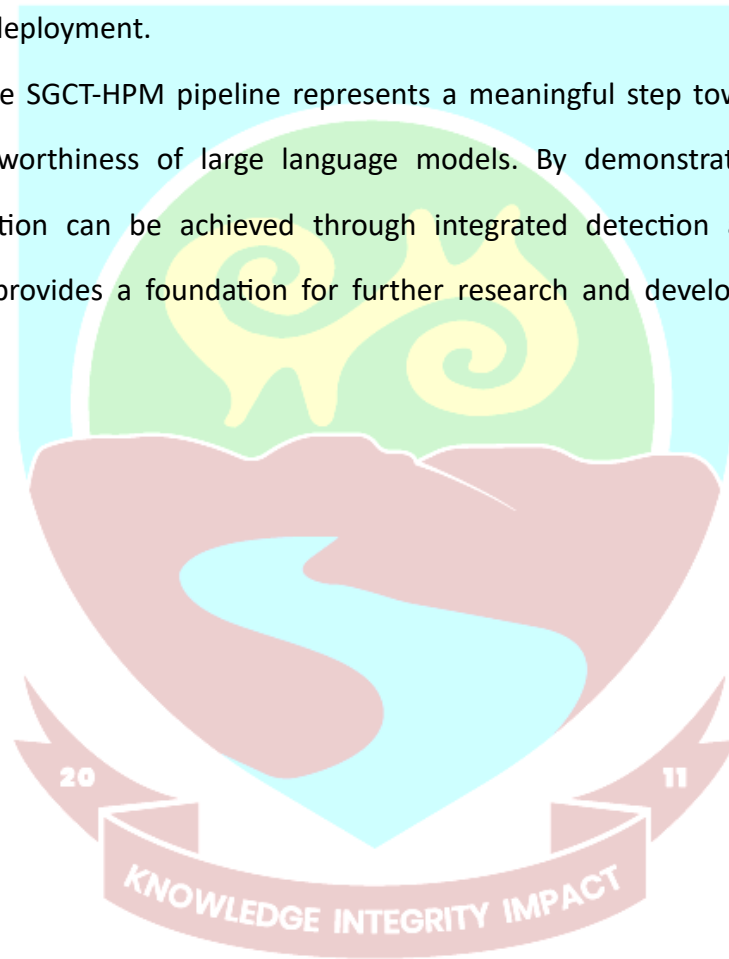 deployment.
e SGCT-HPM pipeline represents a meaningful step tow
worthiness of large language models. By demonstrat
tion can be achieved through integrated detection a
provides a foundation for further research and develo
20
11
KNOWLEDGE INTEGRITY IMPACT